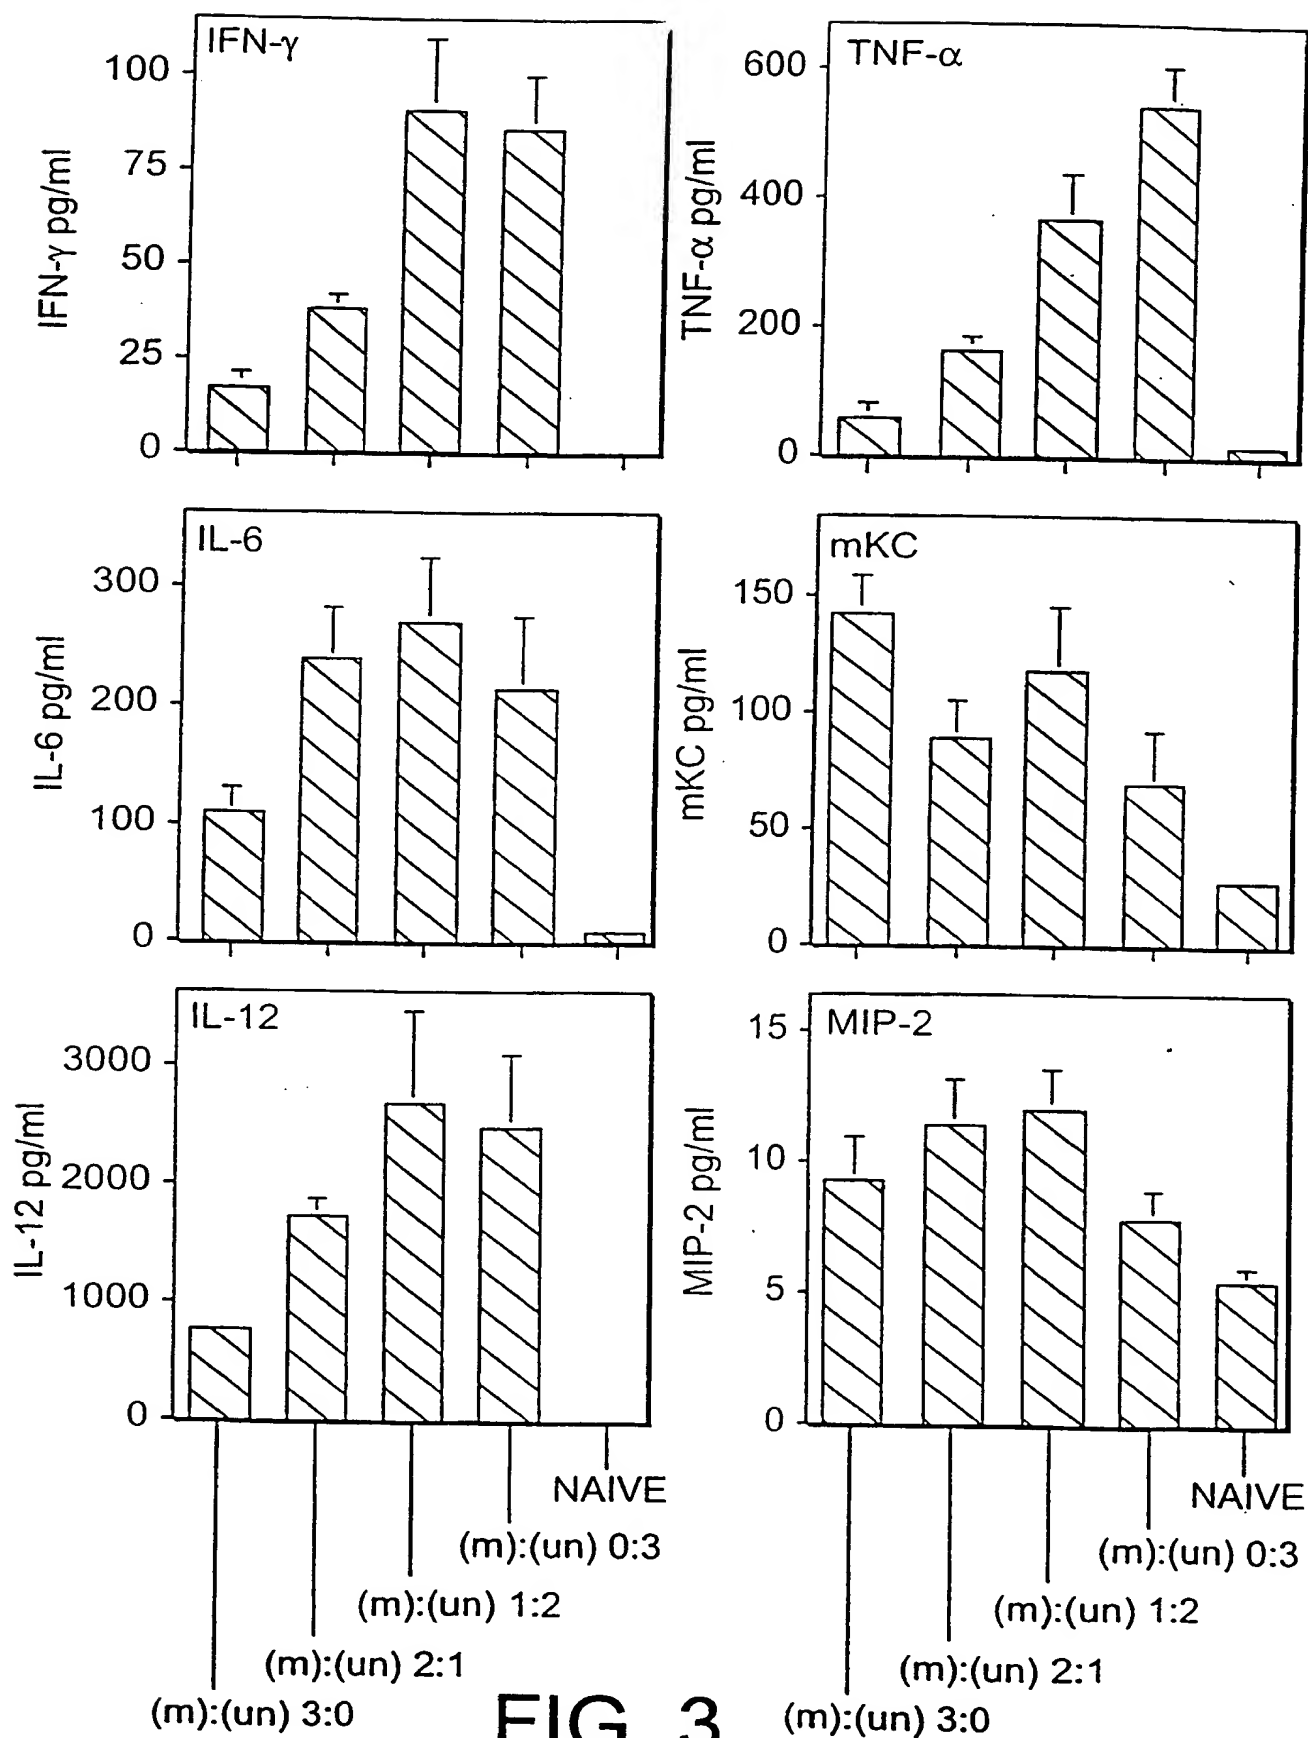 IFN-γ
IFN-γ pg/ml
100
75
50
25
0
TNF-α
TNF-α pg/ml
600
400
200
0
IL-6
IL-6 pg/ml
300
200
100
0
mKC
mKC pg/ml
150
100
50
0
IL-12
IL-12 pg/ml
3000
2000
1000
0
MIP-2
MIP-2 pg/ml
15
10
5
0
NAIVE
(m):(un) 0:3
(m):(un) 1:2
(m):(un) 2:1
(m):(un) 3:0
NAIVE
(m):(un) 0:3
(m):(un) 1:2
(m):(un) 2:1
(m):(un) 3:0
FIG. 3